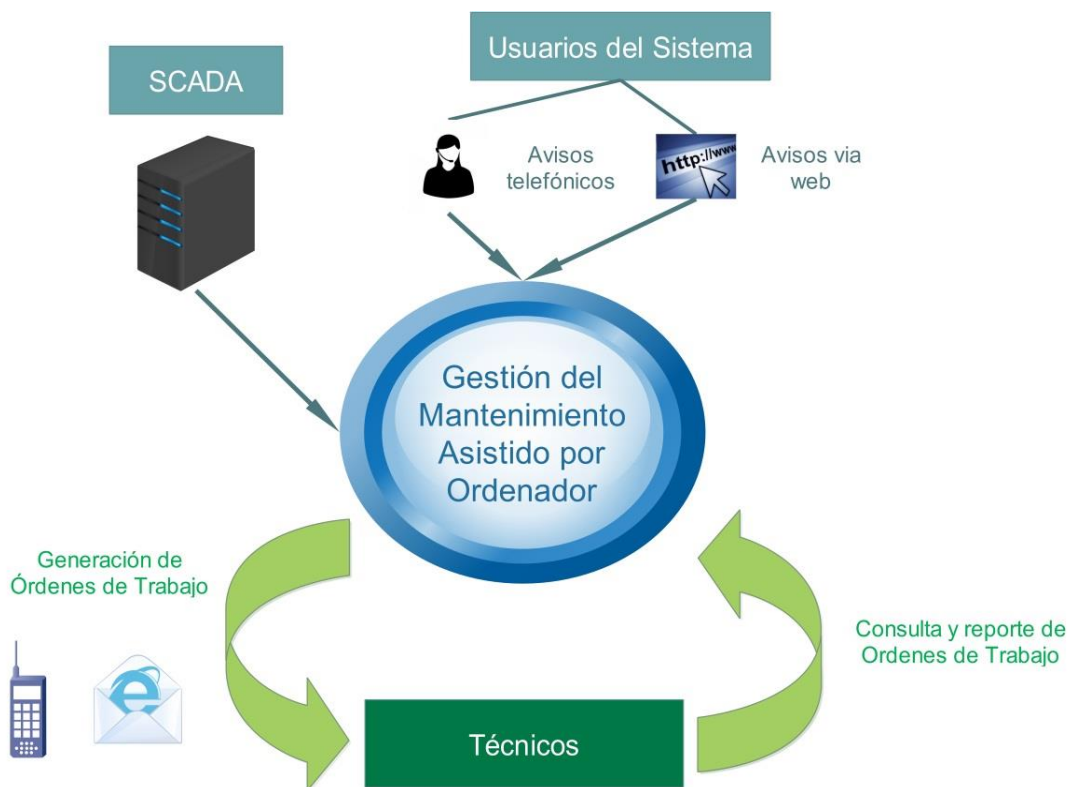 Usuarios del Sistema
SCADA
Avisos
telefónicos
http://www
Avisos via
web
Gestión del
Mantenimiento
Asistido por
Ordenador
Generación de
Órdenes de Trabajo
Consulta y reporte de
Ordenes de Trabajo
Técnicos